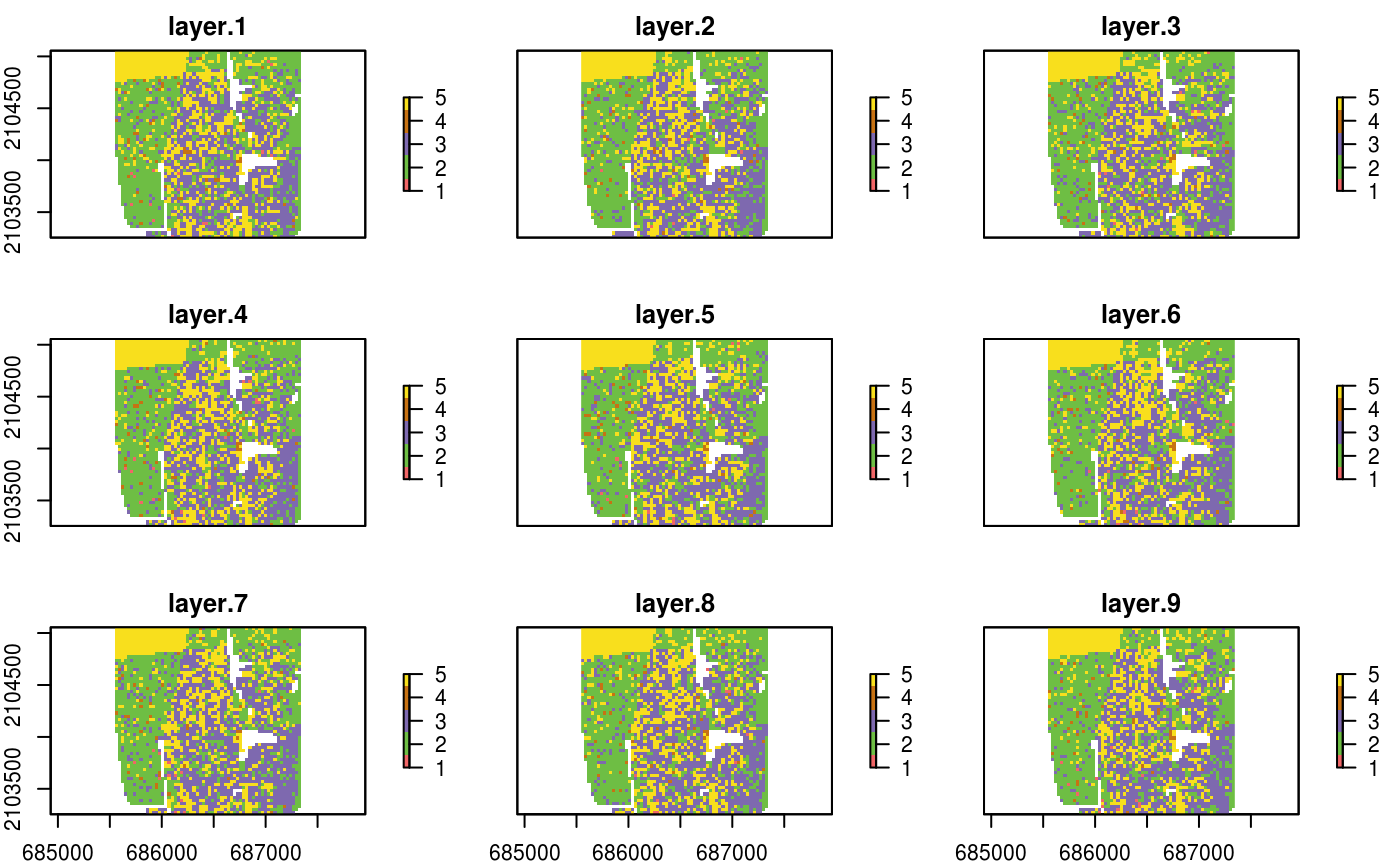 layer.1 layer.2 layer.3
2104500 5 5 5
4 4 4
3 3 3
2 2 2
2103500 1 1 1
layer.4 layer.5 layer.6
2104500 5 5 5
4 4 4
3 3 3
2 2 2
2103500 1 1 1
layer.7 layer.8 layer.9
2104500 5 5 5
4 4 4
3 3 3
2 2 2
2103500 1 1 1
685000 686000 687000 685000 686000 687000 685000 686000 687000